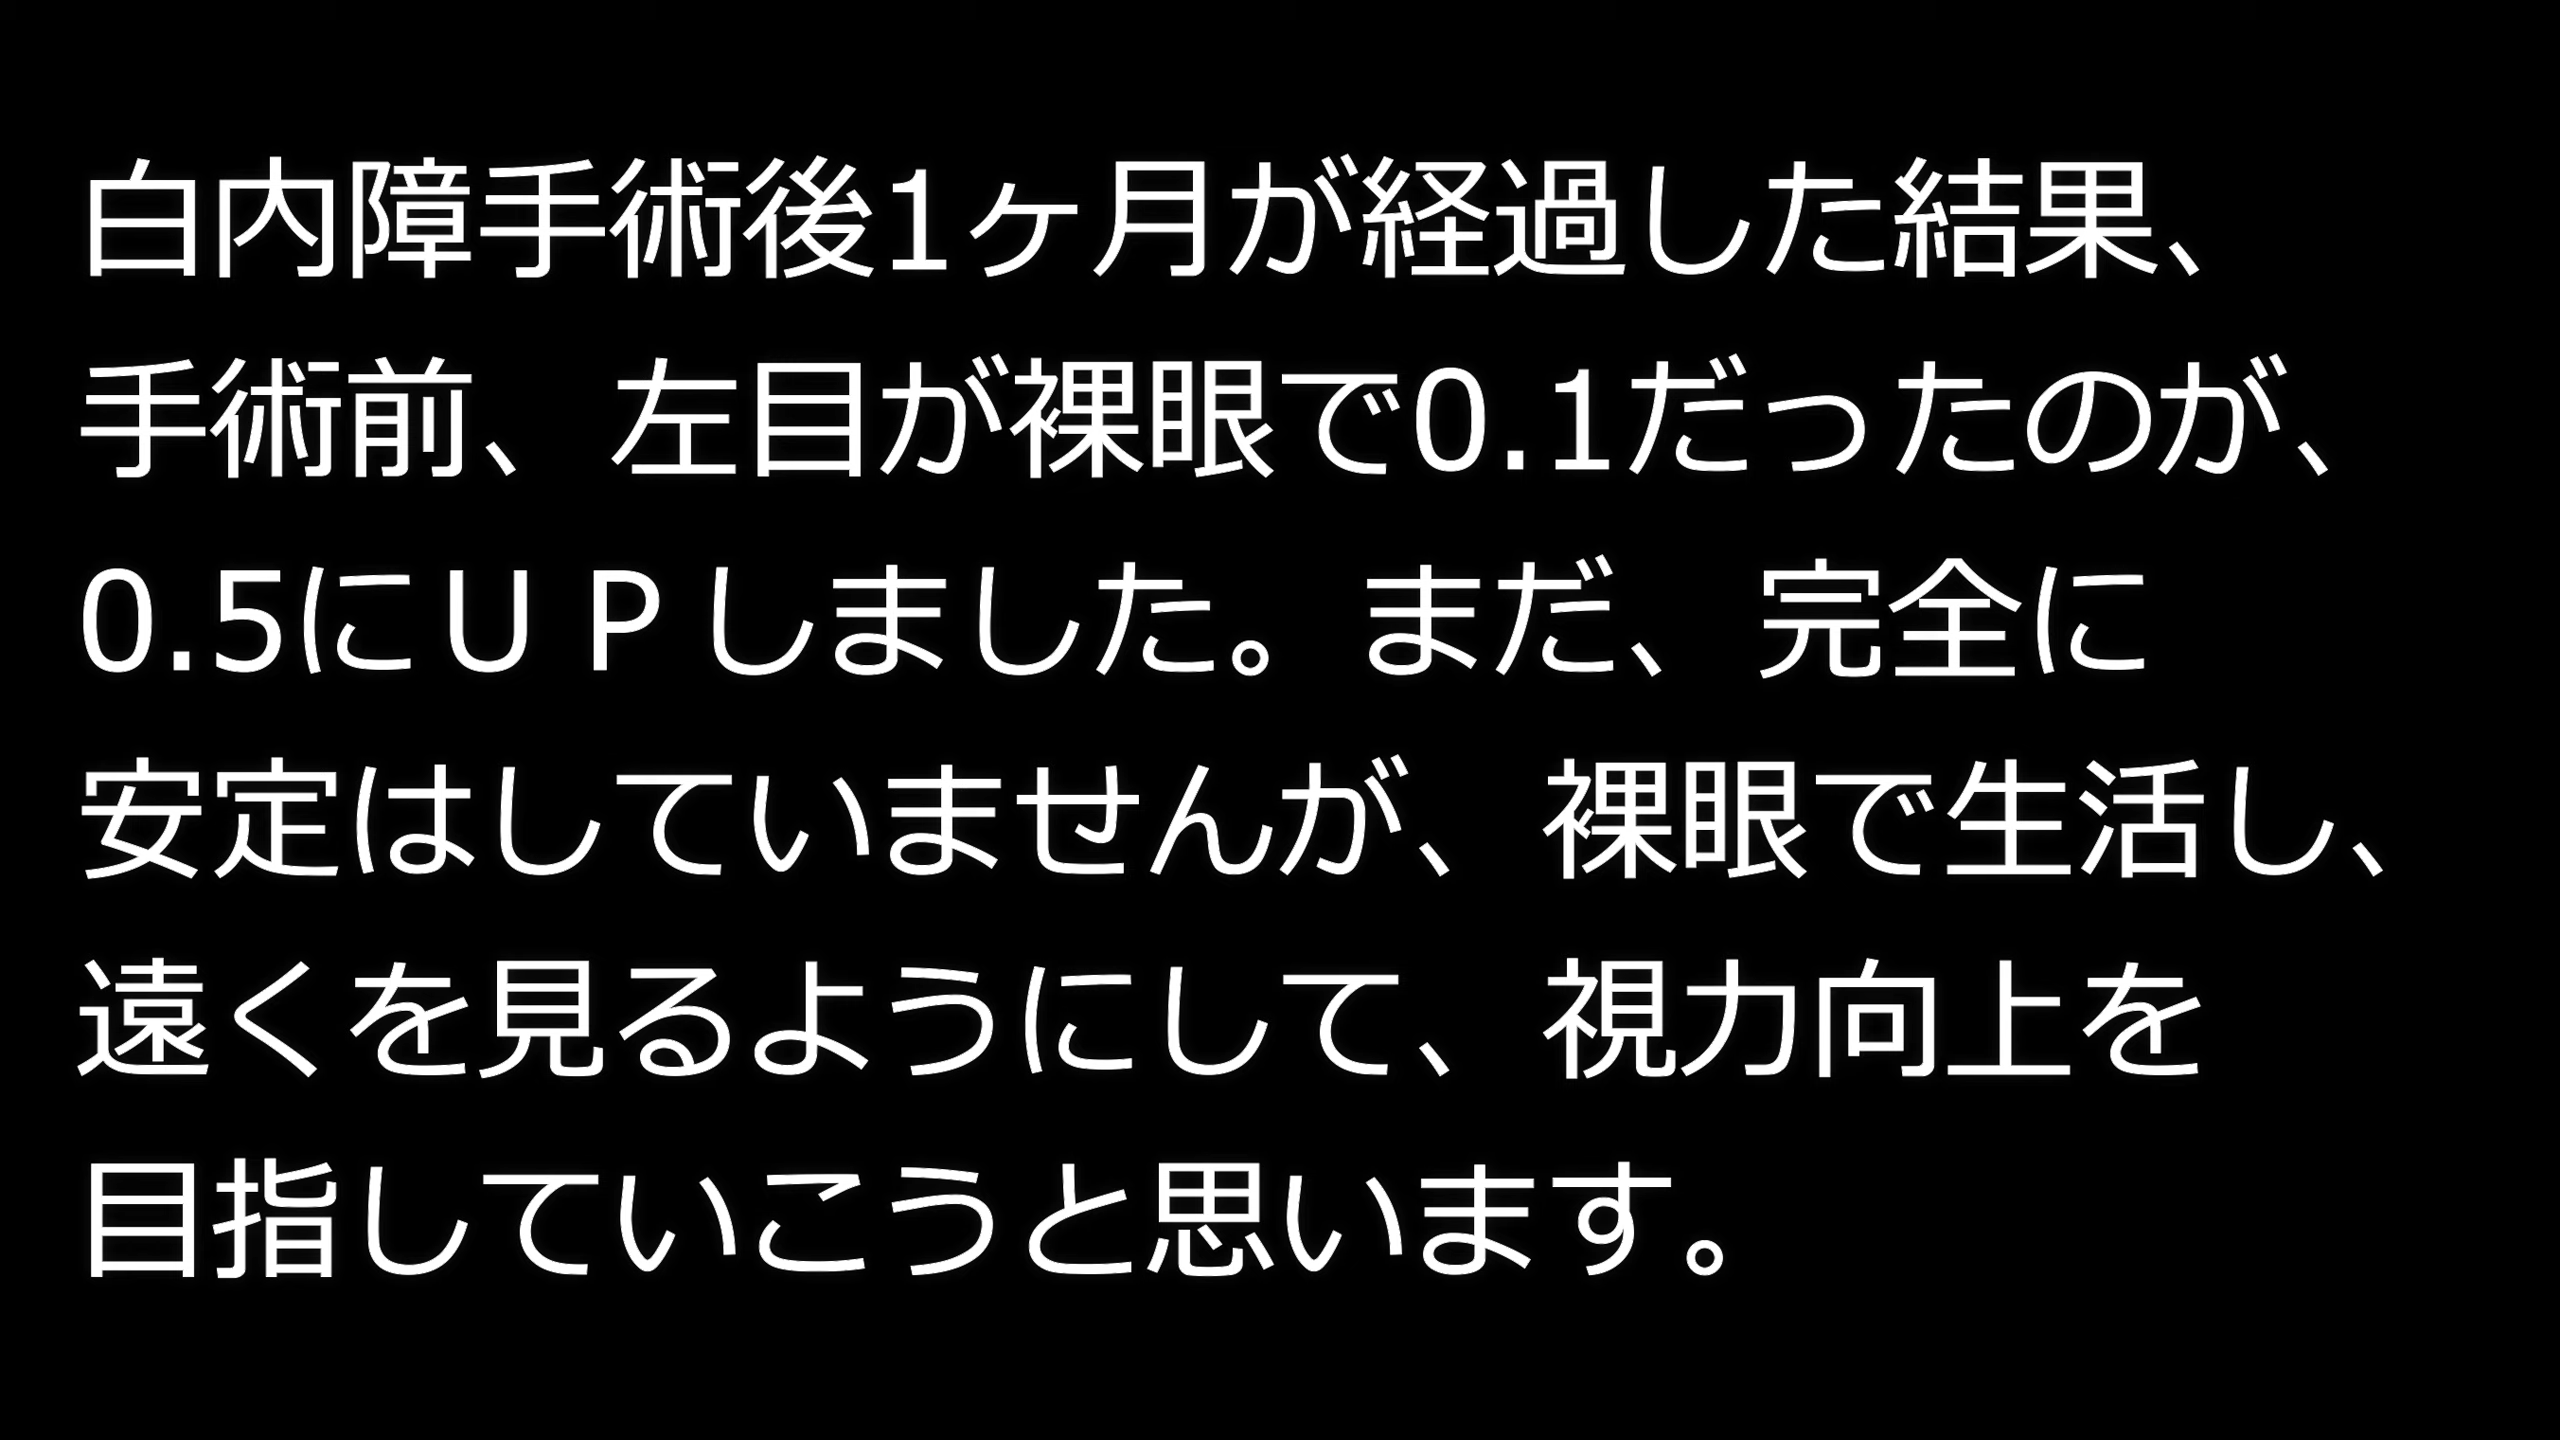 白内障手術後1ヶ月が経過した結果、
手術前、左目が裸眼で0.1だったのが、
0.5にＵＰしました。まだ、完全に
安定はしていませんが、裸眼で生活し、
遠くを見るようにして、視力向上を
目指していこうと思います。